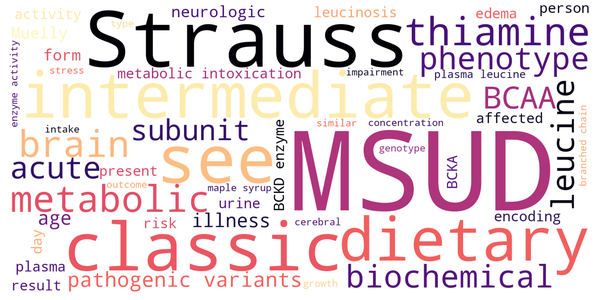 activity
type
Muelly
Strauss
neurologic
leucinosis
edema
person
thiamine
form
stress
metabolic intoxication
impairment
plasma leucine
phenotype
enzyme activity
intermediate
BCAA
affected
leucine
branched chain
intake
brain
subunit
see
BCKD enzyme
MSUD
similar
concentration
genotype
BCKA
acute
present
outcome
metabolic
maple syrup
urine
age
risk
illness
cerebral
encoding
day
classic
dietary
plasma
result
pathogenic variants
growth
biochemical